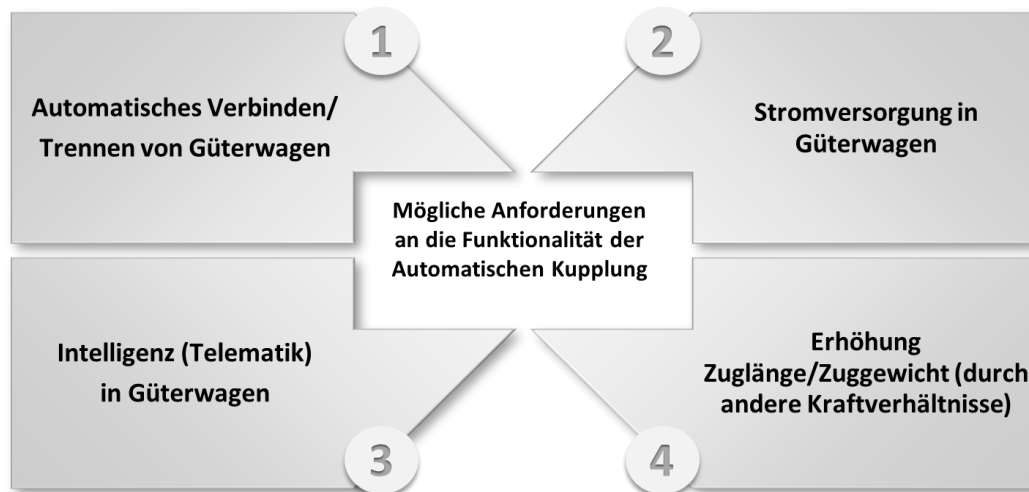 1
Automatisches Verbinden/
Trennen von Güterwagen
2
Stromversorgung in
Güterwagen
Mögliche Anforderungen
an die Funktionalität der
Automatischen Kupplung
Intelligenz (Telematik)
in Güterwagen
3
Erhöhung
Zuglänge/Zuggewicht (durch
andere Kraftverhältnisse)
4